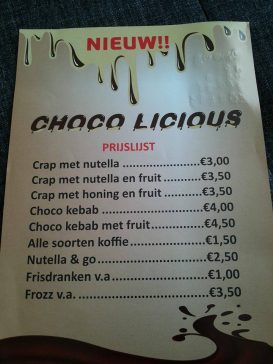 NIEUW!!
CHOCO LICIOUS
PRIJSLIJST
Crap met nutella ..........................€3,00
Crap met nutella en fruit ............€3,50
Crap met honing en fruit ............€3,50
Choco kebab ................................€4,00
Choco kebab met fruit.................€4,50
Alle soorten koffie........................€1,50
Nutella & go .................................€2,50
Frisdranken v.a .............................€1,00
Frozz v.a. .......................................€3,50